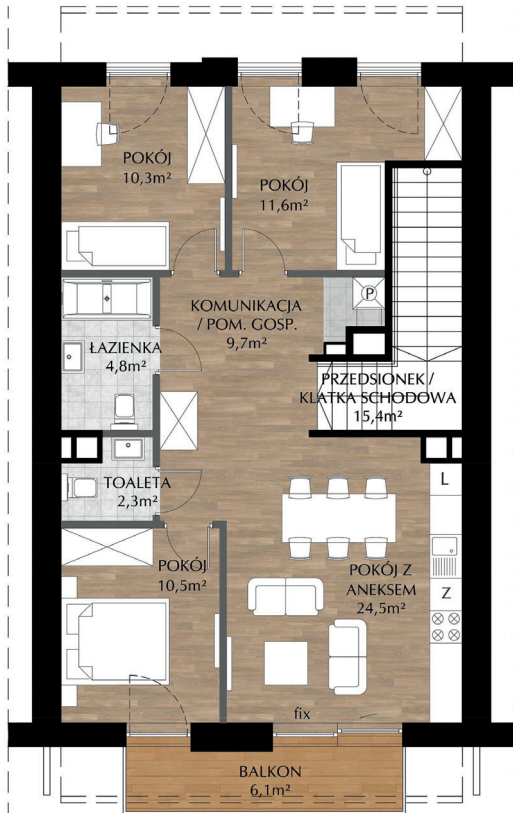 POKÓJ
10,3m²
POKÓJ
11,6m²
P
KOMUNIKACJA
/ POM. GOSP.
9,7m²
ŁAZIENKA
4,8m²
PRZEDSIONEK /
KLATKA SCHODOWA
15,4m²
TOALETA
2,3m²
L
POKÓJ
10,5m²
POKÓJ Z
ANEKSEM
24,5m²
Z
fix
BALKON
6,1m²